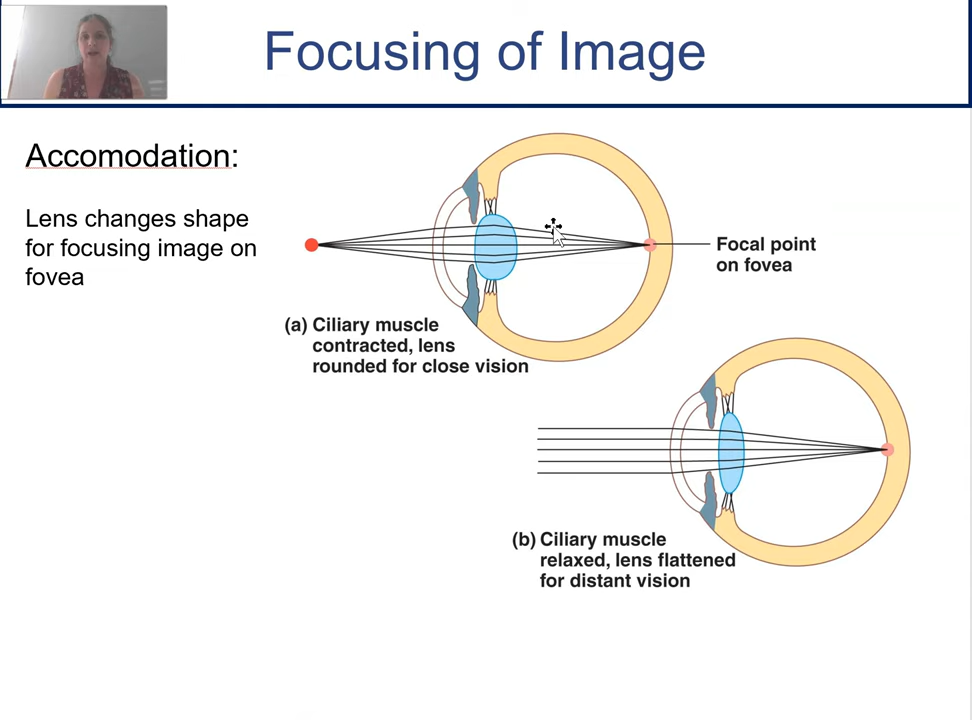 Focusing of Image
Accomodation:
Lens changes shape
for focusing image on
fovea
Focal point
on fovea
(a) Ciliary muscle
contracted, lens
rounded for close vision
(b) Ciliary muscle
relaxed, lens flattened
for distant vision